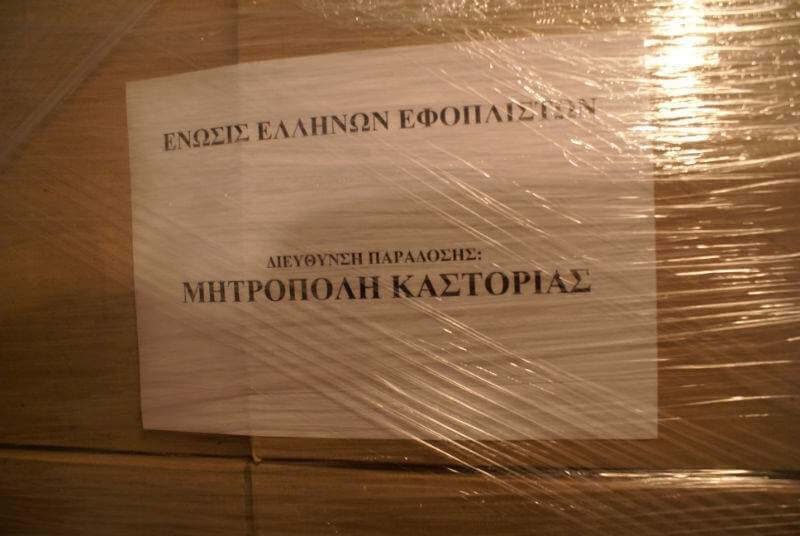 ΕΝΩΣΙΣ ΕΛΛΗΝΩΝ ΕΦΟΠΛΙΣΤΩΝ
ΔΙΕΥΘΥΝΣΗ ΠΑΡΑΔΟΣΗΣ:
ΜΗΤΡΟΠΟΛΗ ΚΑΣΤΟΡΙΑΣ